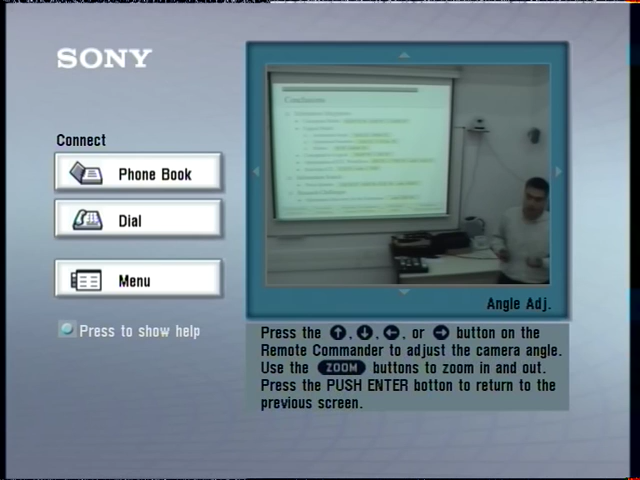 SONY
Connect
Phone Book
Dial
Menu
Press to show help
Conclusions
Angle Adj.
Press the ↑, ↓, ←, or → button on the
Remote Commander to adjust the camera angle.
Use the ZOOM buttons to zoom in and out.
Press the PUSH ENTER botton to return to the
previous screen.